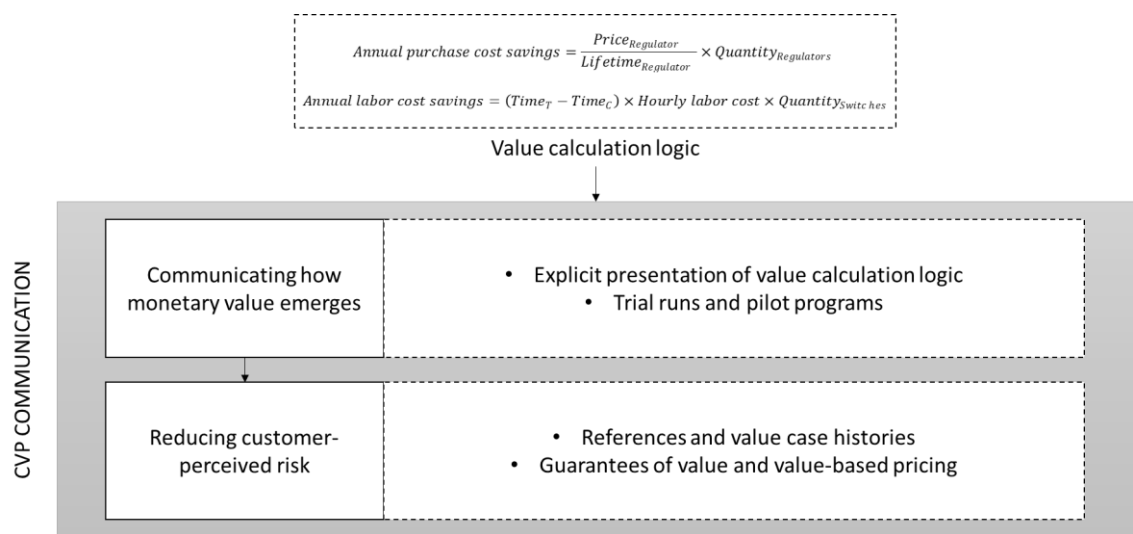 Annual purchase cost savings = Price_Regulator / Lifetime_Regulator × Quantity_Regulators
Annual labor cost savings = (Time_T − Time_C) × Hourly labor cost × Quantity_Switches
Value calculation logic
CVP COMMUNICATION
Communicating how
monetary value emerges
• Explicit presentation of value calculation logic
• Trial runs and pilot programs
Reducing customer-
perceived risk
• References and value case histories
• Guarantees of value and value-based pricing